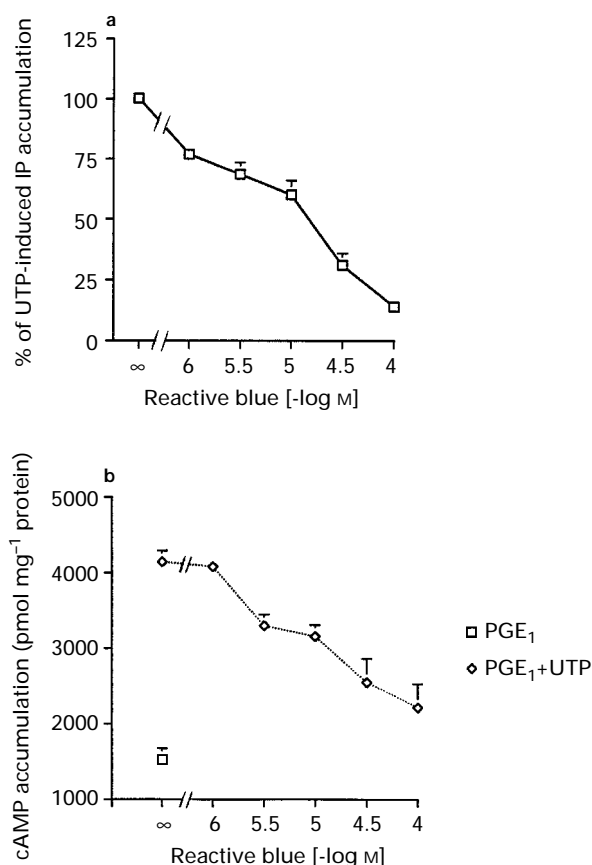 a
% of UTP-induced IP accumulation
125
100
75
50
25
0
∞ 6 5.5 5 4.5 4
Reactive blue [-log M]
b
cAMP accumulation (pmol mg⁻¹ protein)
5000
4000
3000
2000
1000
∞ 6 5.5 5 4.5 4
Reactive blue [-log M]
PGE₁
PGE₁+UTP